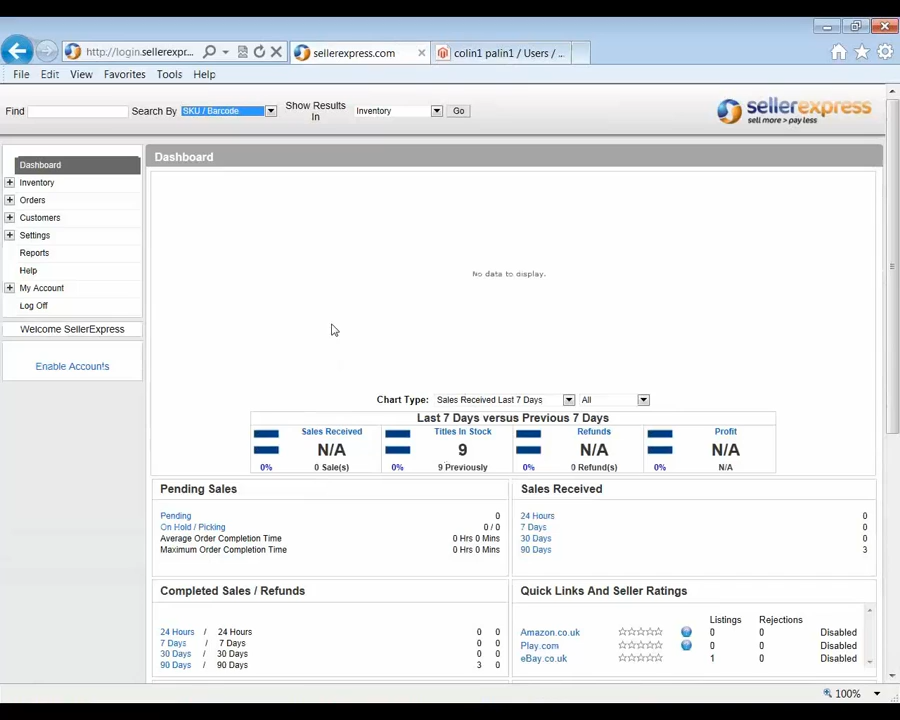 http://login.sellerexpr...
sellerexpress.com
colin1 palin1 / Users / ...
File Edit View Favorites Tools Help
Find Search By SKU / Barcode Show Results In Inventory Go
sellerexpress
sell more > pay less
Dashboard
Inventory
Orders
Customers
Settings
Reports
Help
My Account
Log Off
Welcome SellerExpress
Enable Accounts
Dashboard
No data to display.
Chart Type: Sales Received Last 7 Days All
Last 7 Days versus Previous 7 Days
Sales Received Titles In Stock Refunds Profit
N/A 9 N/A N/A
0% 0 Sale(s) 0% 9 Previously 0% 0 Refund(s) 0% N/A
Pending Sales
Pending 0
On Hold / Picking 0 / 0
Average Order Completion Time 0 Hrs 0 Mins
Maximum Order Completion Time 0 Hrs 0 Mins
Sales Received
24 Hours 0
7 Days 0
30 Days 0
90 Days 3
Completed Sales / Refunds
24 Hours / 24 Hours 0 0
7 Days / 7 Days 0 0
30 Days / 30 Days 0 0
90 Days / 90 Days 3 0
Quick Links And Seller Ratings
Listings Rejections
Amazon.co.uk 0 0 Disabled
Play.com 0 0 Disabled
eBay.co.uk 1 0 Disabled
100%